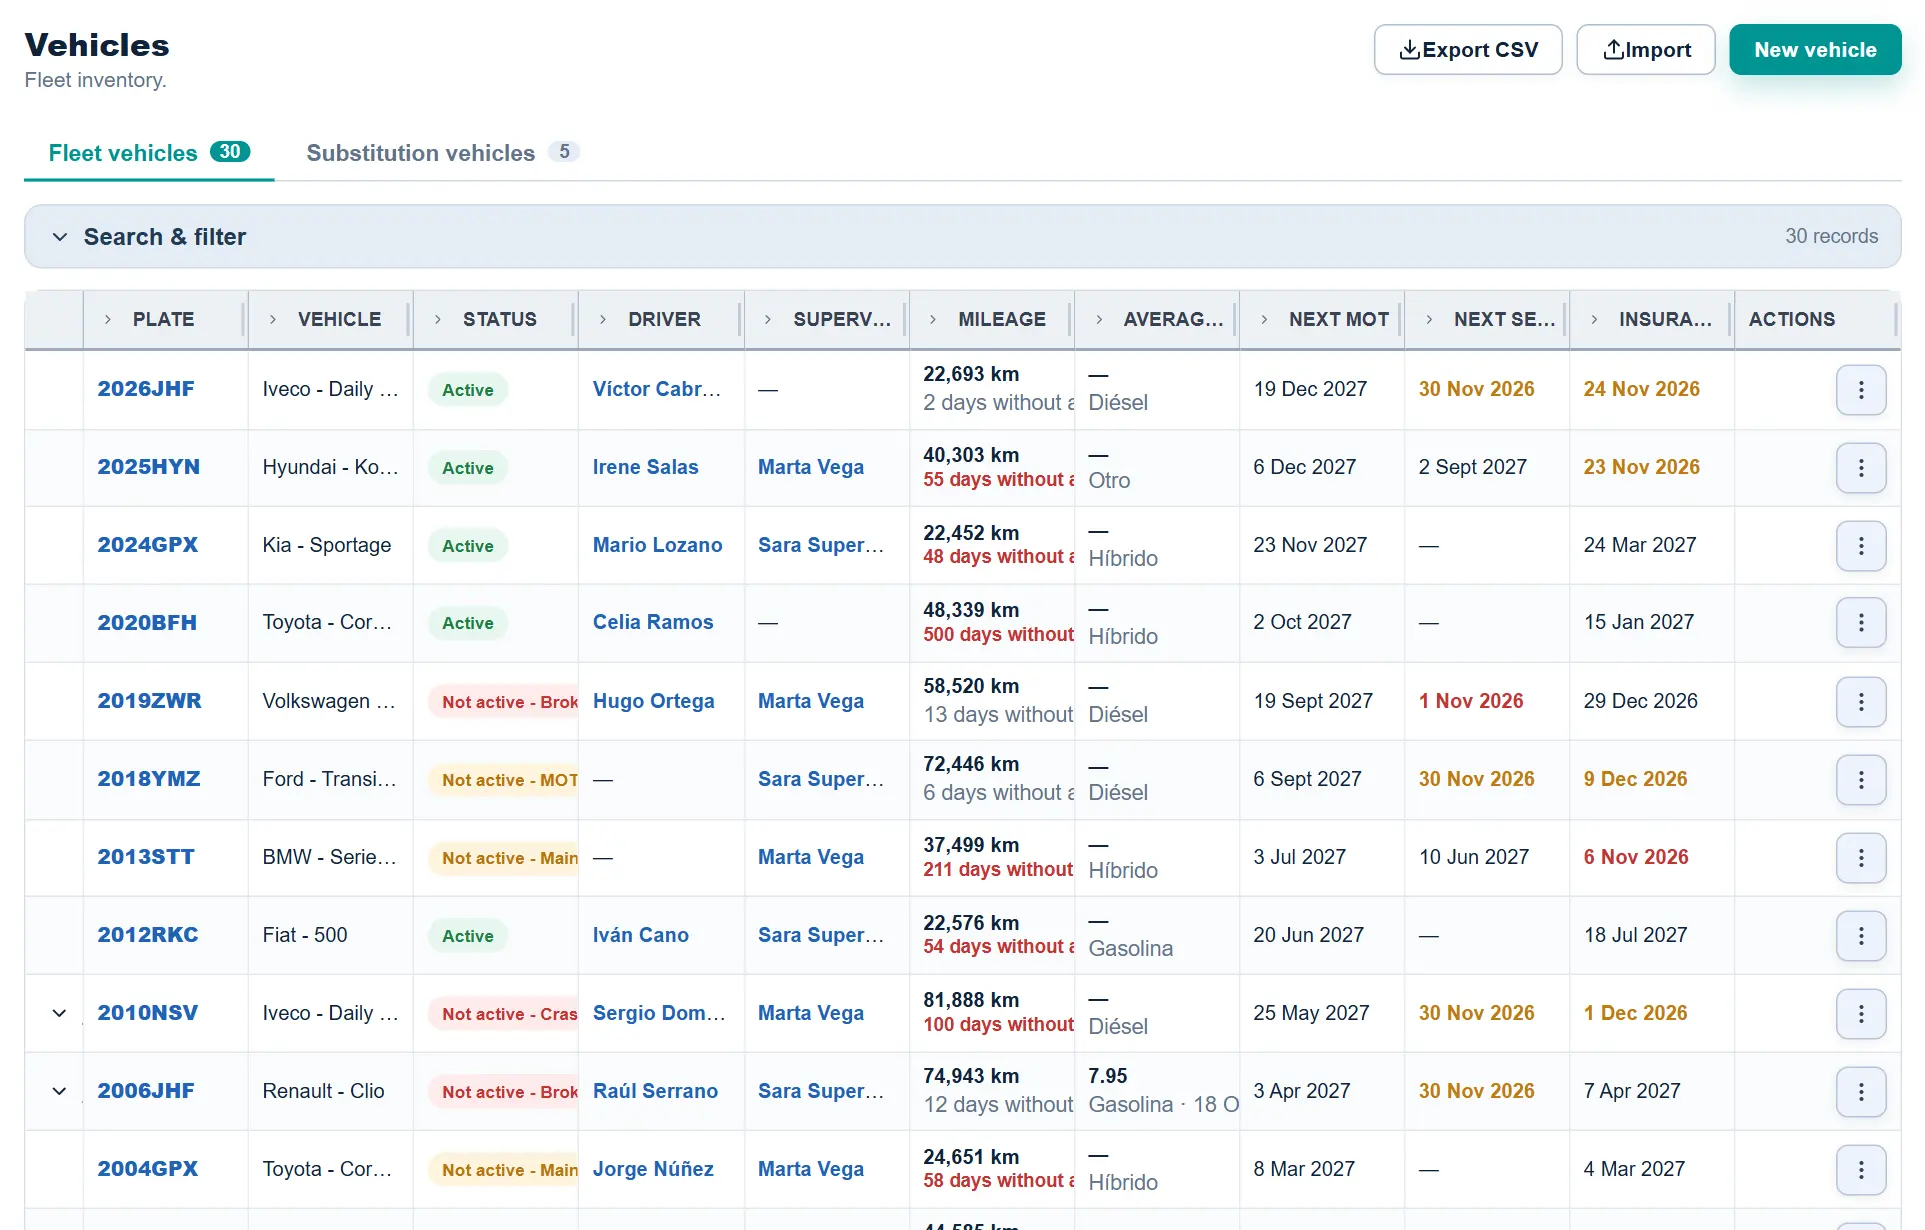 Vehicles
Fleet inventory.
Export CSV
Import
New vehicle
Fleet vehicles 30
Substitution vehicles 5
Search & filter
30 records
PLATE VEHICLE STATUS DRIVER SUPERV... MILEAGE AVERAG... NEXT MOT NEXT SE... INSURA... ACTIONS
2026JHF Iveco - Daily ... Active Víctor Cabr... — 22,693 km — 19 Dec 2027 30 Nov 2026 24 Nov 2026
2 days without a Diésel
2025HYN Hyundai - Ko... Active Irene Salas Marta Vega 40,303 km — 6 Dec 2027 2 Sept 2027 23 Nov 2026
55 days without a Otro
2024GPX Kia - Sportage Active Mario Lozano Sara Super... 22,452 km — 23 Nov 2027 — 24 Mar 2027
48 days without a Híbrido
2020BFH Toyota - Cor... Active Celia Ramos — 48,339 km — 2 Oct 2027 — 15 Jan 2027
500 days without Híbrido
2019ZWR Volkswagen ... Not active - Brok Hugo Ortega Marta Vega 58,520 km — 19 Sept 2027 1 Nov 2026 29 Dec 2026
13 days without Diésel
2018YMZ Ford - Transi... Not active - MOT — Sara Super... 72,446 km — 6 Sept 2027 30 Nov 2026 9 Dec 2026
6 days without a Diésel
2013STT BMW - Serie... Not active - Main — Marta Vega 37,499 km — 3 Jul 2027 10 Jun 2027 6 Nov 2026
211 days without Híbrido
2012RKC Fiat - 500 Active Iván Cano Sara Super... 22,576 km — 20 Jun 2027 — 18 Jul 2027
54 days without a Gasolina
2010NSV Iveco - Daily ... Not active - Cras Sergio Dom... Marta Vega 81,888 km — 25 May 2027 30 Nov 2026 1 Dec 2026
100 days without Diésel
2006JHF Renault - Clio Not active - Brok Raúl Serrano Sara Super... 74,943 km 7.95 3 Apr 2027 30 Nov 2026 7 Apr 2027
12 days without Gasolina · 18 O
2004GPX Toyota - Cor... Not active - Main Jorge Núñez Marta Vega 24,651 km — 8 Mar 2027 — 4 Mar 2027
58 days without a Híbrido